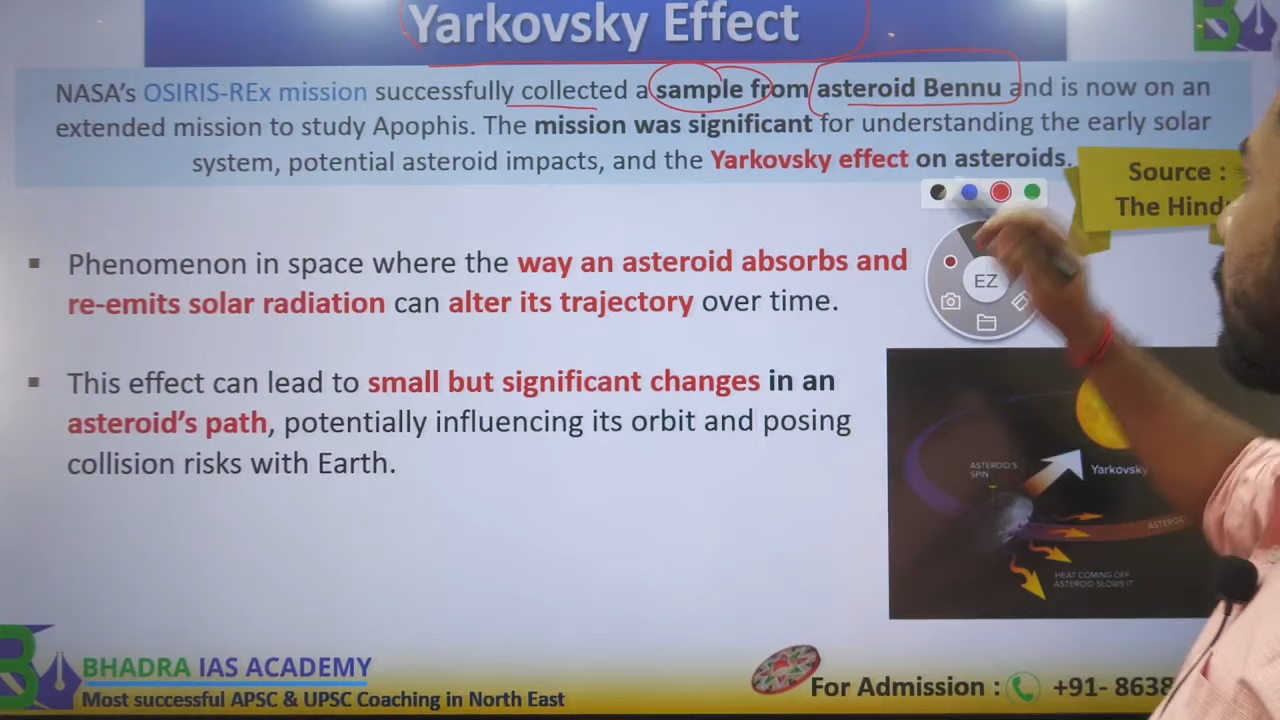 Yarkovsky Effect
NASA's OSIRIS-REx mission successfully collected a sample from asteroid Bennu and is now on an
extended mission to study Apophis. The mission was significant for understanding the early solar
system, potential asteroid impacts, and the Yarkovsky effect on asteroids.
Source :
The
▪ Phenomenon in space where the way an asteroid absorbs and
re-emits solar radiation can alter its trajectory over time.
EZ
▪ This effect can lead to small but significant changes in an
asteroid's path, potentially influencing its orbit and posing
collision risks with Earth.
ASTEROID'S
SPIN
Yarkovsky
HEAT COMING OFF
ASTEROID SLOWS IT
BHADRA IAS ACADEMY
Most successful APSC & UPSC Coaching in North East
For Admission : +91- 8638